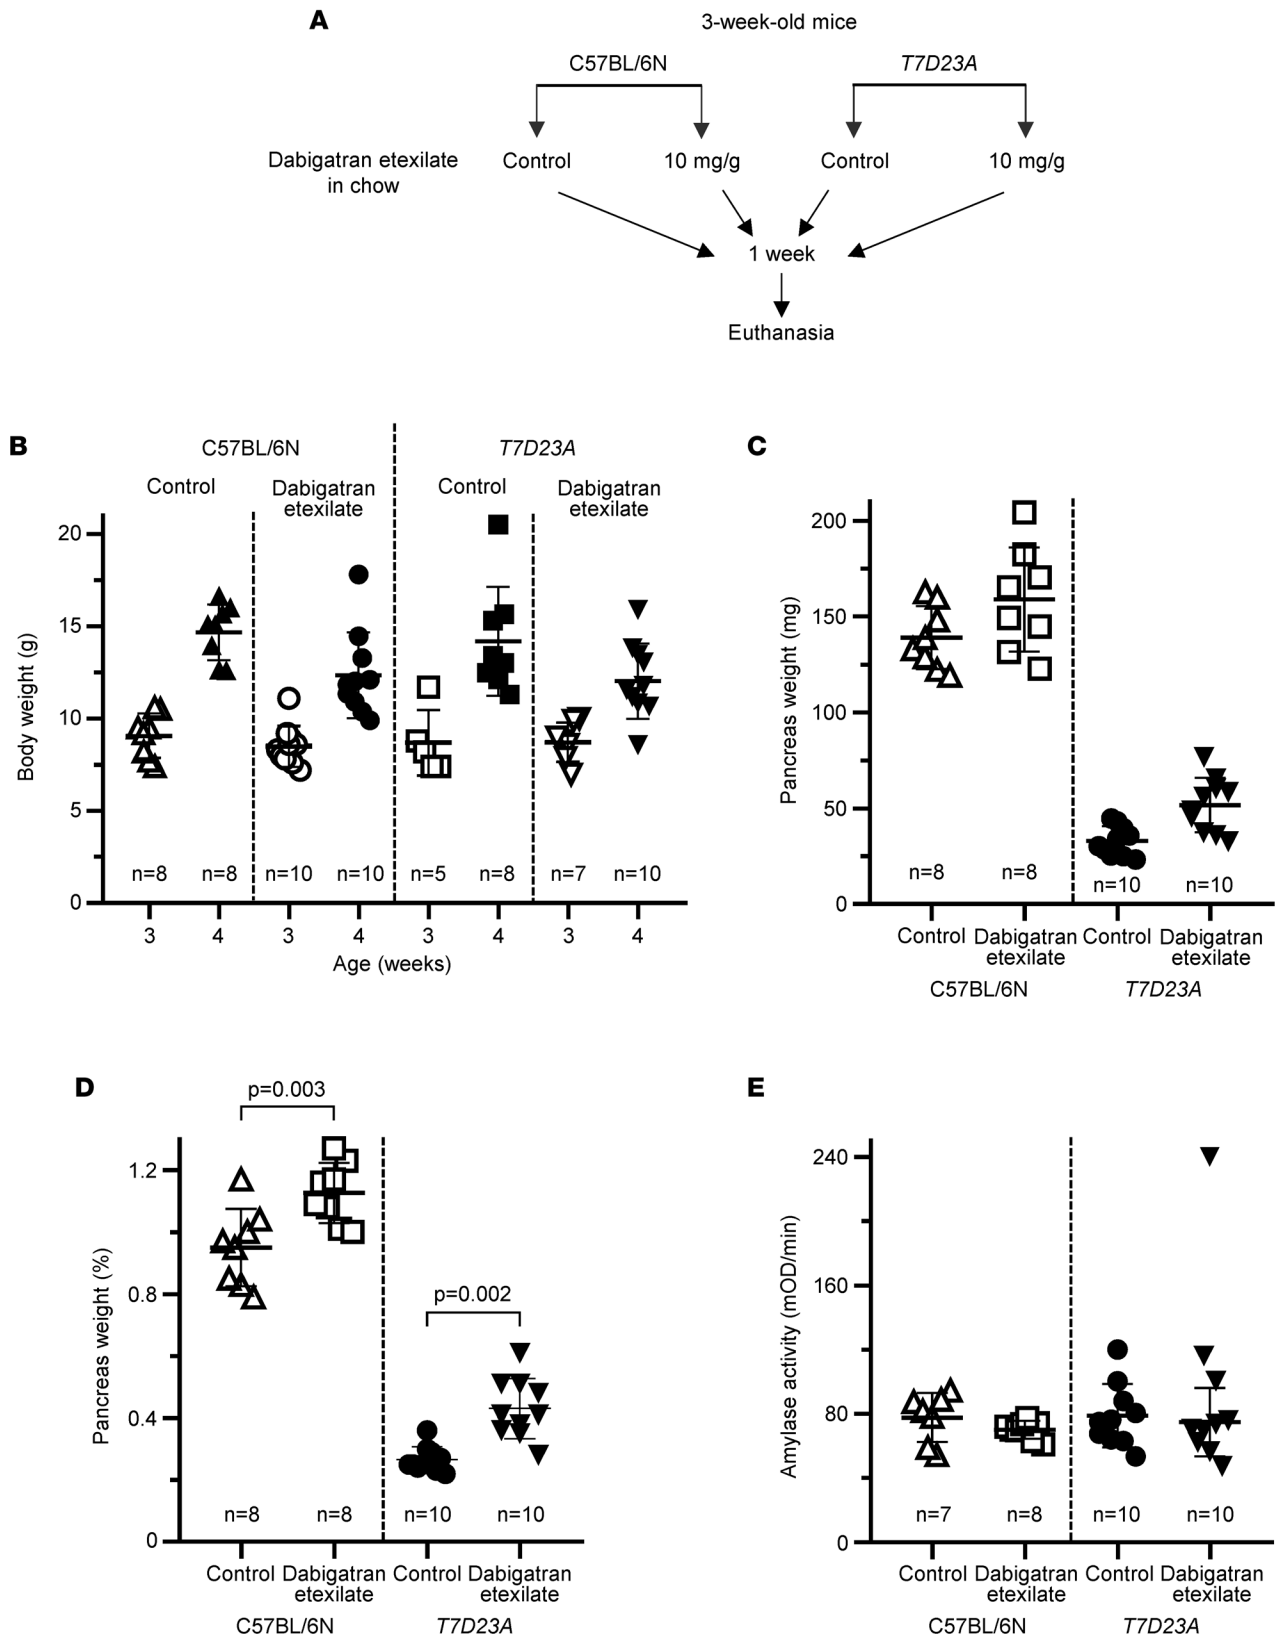 A
3-week-old mice
C57BL/6N
T7D23A
Dabigatran etexilate
in chow
Control
10 mg/g
Control
10 mg/g
1 week
Euthanasia
B
C57BL/6N
T7D23A
Control
Dabigatran
etexilate
Control
Dabigatran
etexilate
Body weight (g)
20
15
10
5
0
n=8
n=8
n=10
n=10
n=5
n=8
n=7
n=10
3
4
3
4
3
4
3
4
Age (weeks)
C
Pancreas weight (mg)
200
150
100
50
0
n=8
n=8
n=10
n=10
Control
Dabigatran
etexilate
Control
Dabigatran
etexilate
C57BL/6N
T7D23A
D
p=0.003
p=0.002
Pancreas weight (%)
1.2
0.8
0.4
0
n=8
n=8
n=10
n=10
Control
Dabigatran
etexilate
Control
Dabigatran
etexilate
C57BL/6N
T7D23A
E
Amylase activity (mOD/min)
240
160
80
0
n=7
n=8
n=10
n=10
Control
Dabigatran
etexilate
Control
Dabigatran
etexilate
C57BL/6N
T7D23A